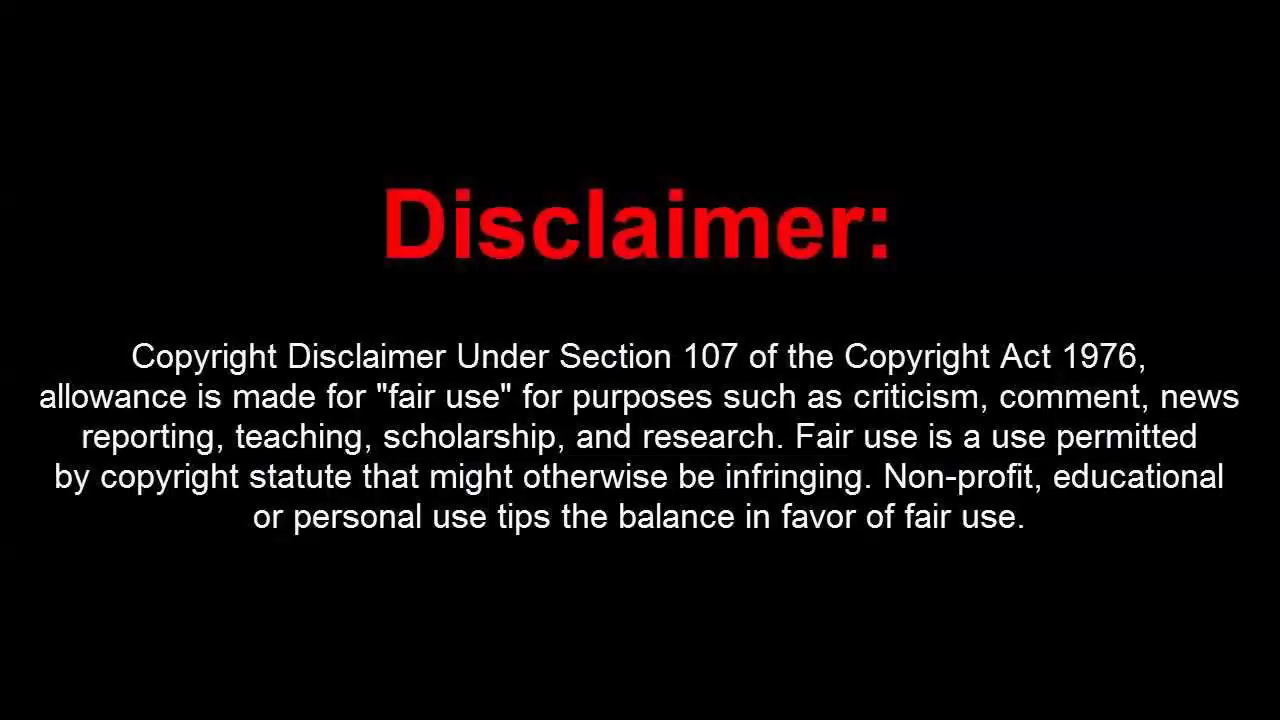 Disclaimer:
Copyright Disclaimer Under Section 107 of the Copyright Act 1976,
allowance is made for "fair use" for purposes such as criticism, comment, news
reporting, teaching, scholarship, and research. Fair use is a use permitted
by copyright statute that might otherwise be infringing. Non-profit, educational
or personal use tips the balance in favor of fair use.